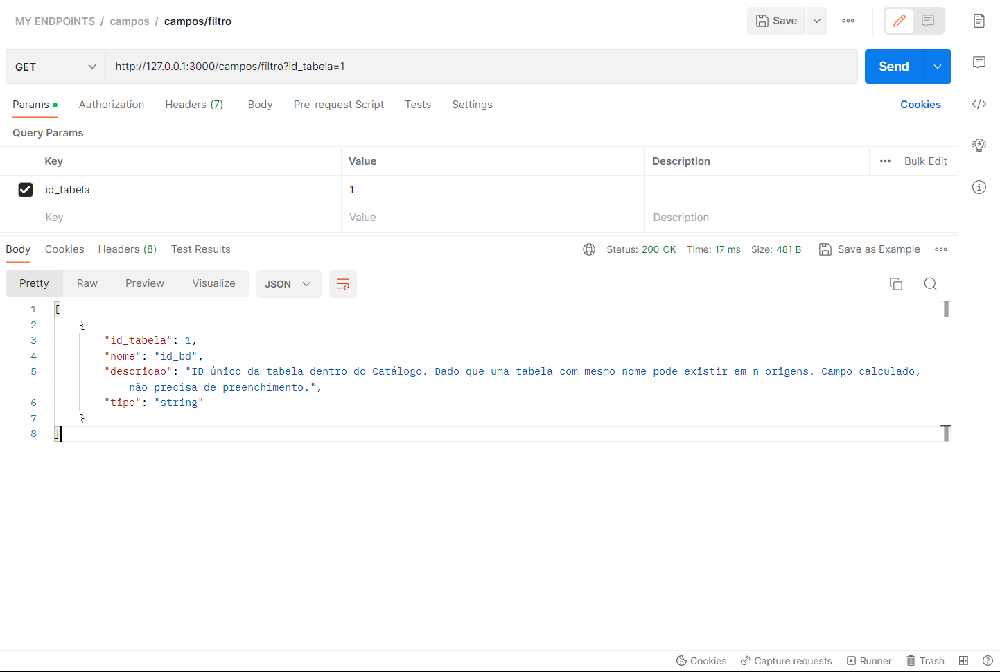 MY ENDPOINTS / campos / campos/filtro
Save
GET
http://127.0.0.1:3000/campos/filtro?id_tabela=1
Send
Params Authorization Headers (7) Body Pre-request Script Tests Settings Cookies
Query Params
Key Value Description Bulk Edit
id_tabela 1
Key Value Description
Body Cookies Headers (8) Test Results Status: 200 OK Time: 17 ms Size: 481 B Save as Example
Pretty Raw Preview Visualize JSON
1 [
2 {
3 "id_tabela": 1,
4 "nome": "id_bd",
5 "descricao": "ID único da tabela dentro do Catálogo. Dado que uma tabela com mesmo nome pode existir em n origens. Campo calculado,
não precisa de preenchimento.",
6 "tipo": "string"
7 }
8 ]
Cookies Capture requests Runner Trash